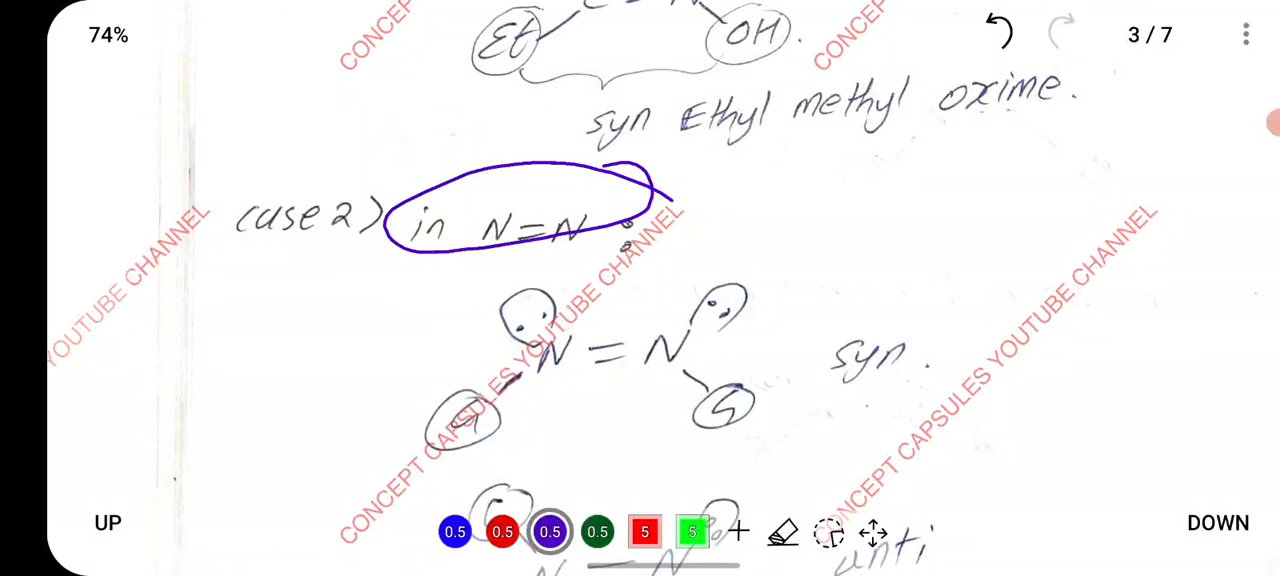 74%
3 / 7
C = N
Et OH.
syn Ethyl methyl oxime.
case 2) in N=N :
N = N
G G
syn.
G
N = N
anti
0.5 0.5 0.5 0.5 5 5
UP
DOWN
CONCEPT CAPSULES YOUTUBE CHANNEL